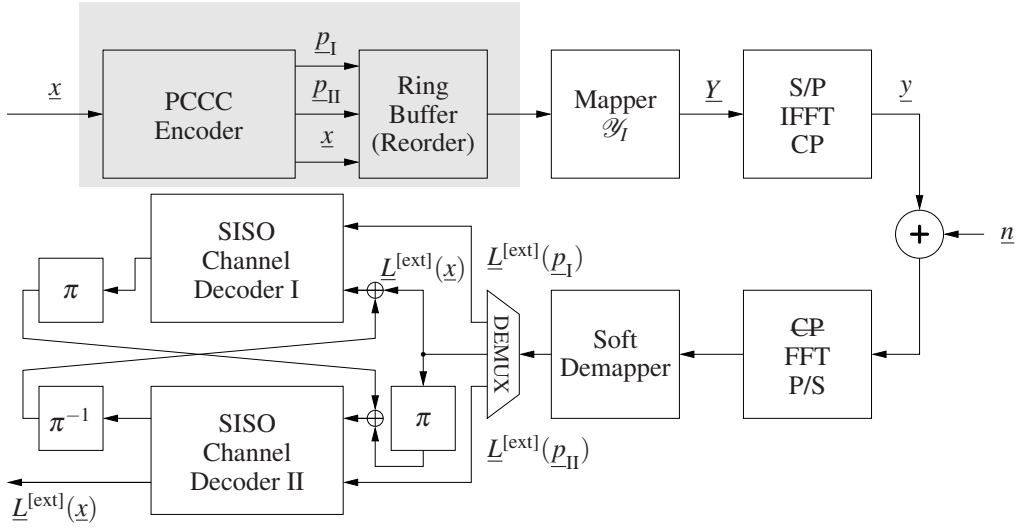 x
PCCC
Encoder
p_I
p_II
x
Ring
Buffer
(Reorder)
Mapper
𝒴_I
Y
S/P
IFFT
CP
y
+
n
SISO
Channel
Decoder I
π
L^[ext](x)
L^[ext](p_I)
DEMUX
Soft
Demapper
C̶P̶
FFT
P/S
π⁻¹
SISO
Channel
Decoder II
π
L^[ext](p_II)
L^[ext](x)